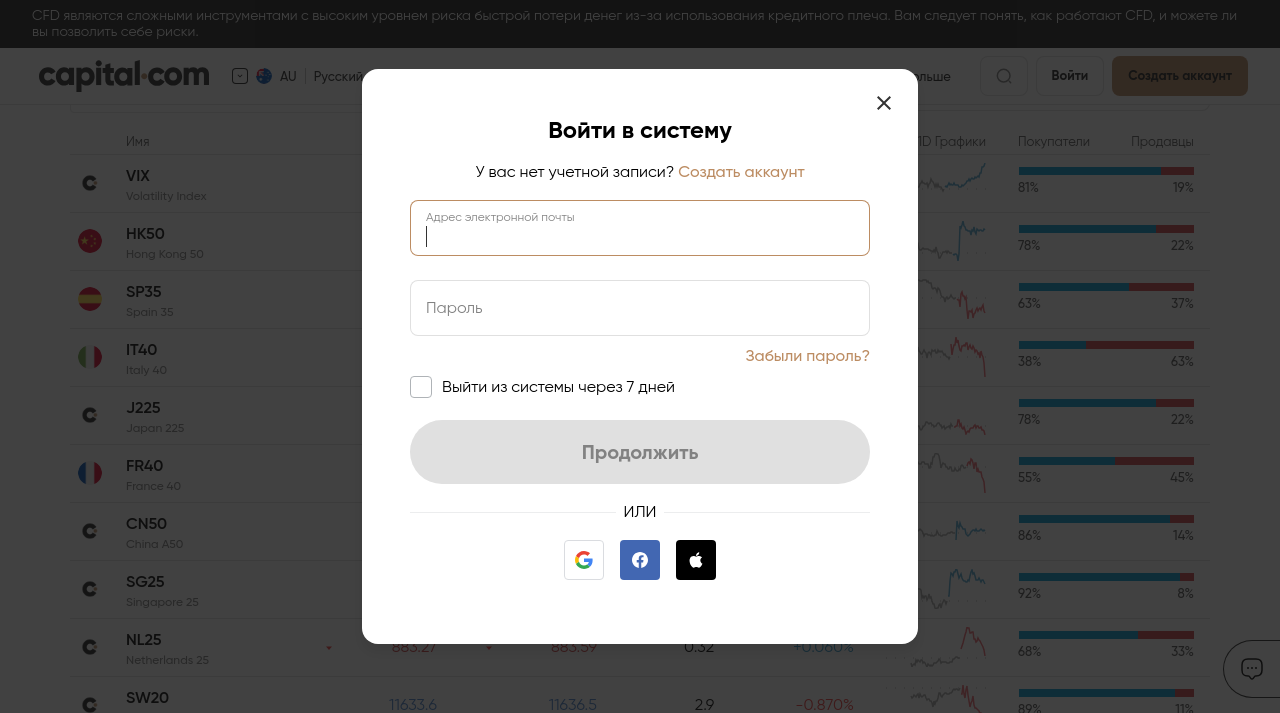 CFD являются сложными инструментами с высоким уровнем риска быстрой потери денег из-за использования кредитного плеча. Вам следует понять, как работают CFD, и можете ли
вы позволить себе риски.
capital.com AU Русский Войти Создать аккаунт
Имя Графики Покупатели Продавцы
VIX
Volatility Index
81% 19%
HK50
Hong Kong 50
78% 22%
SP35
Spain 35
63% 37%
IT40
Italy 40
38% 63%
J225
Japan 225
78% 22%
FR40
France 40
55% 45%
CN50
China A50
86% 14%
SG25
Singapore 25
92% 8%
NL25
Netherlands 25
883.27 883.59 0.32 +0.060%
68% 33%
SW20
11633.6 11636.5 2.9 -0.870%
89% 11%
Войти в систему
У вас нет учетной записи? Создать аккаунт
Адрес электронной почты
Пароль
Забыли пароль?
Выйти из системы через 7 дней
Продолжить
ИЛИ